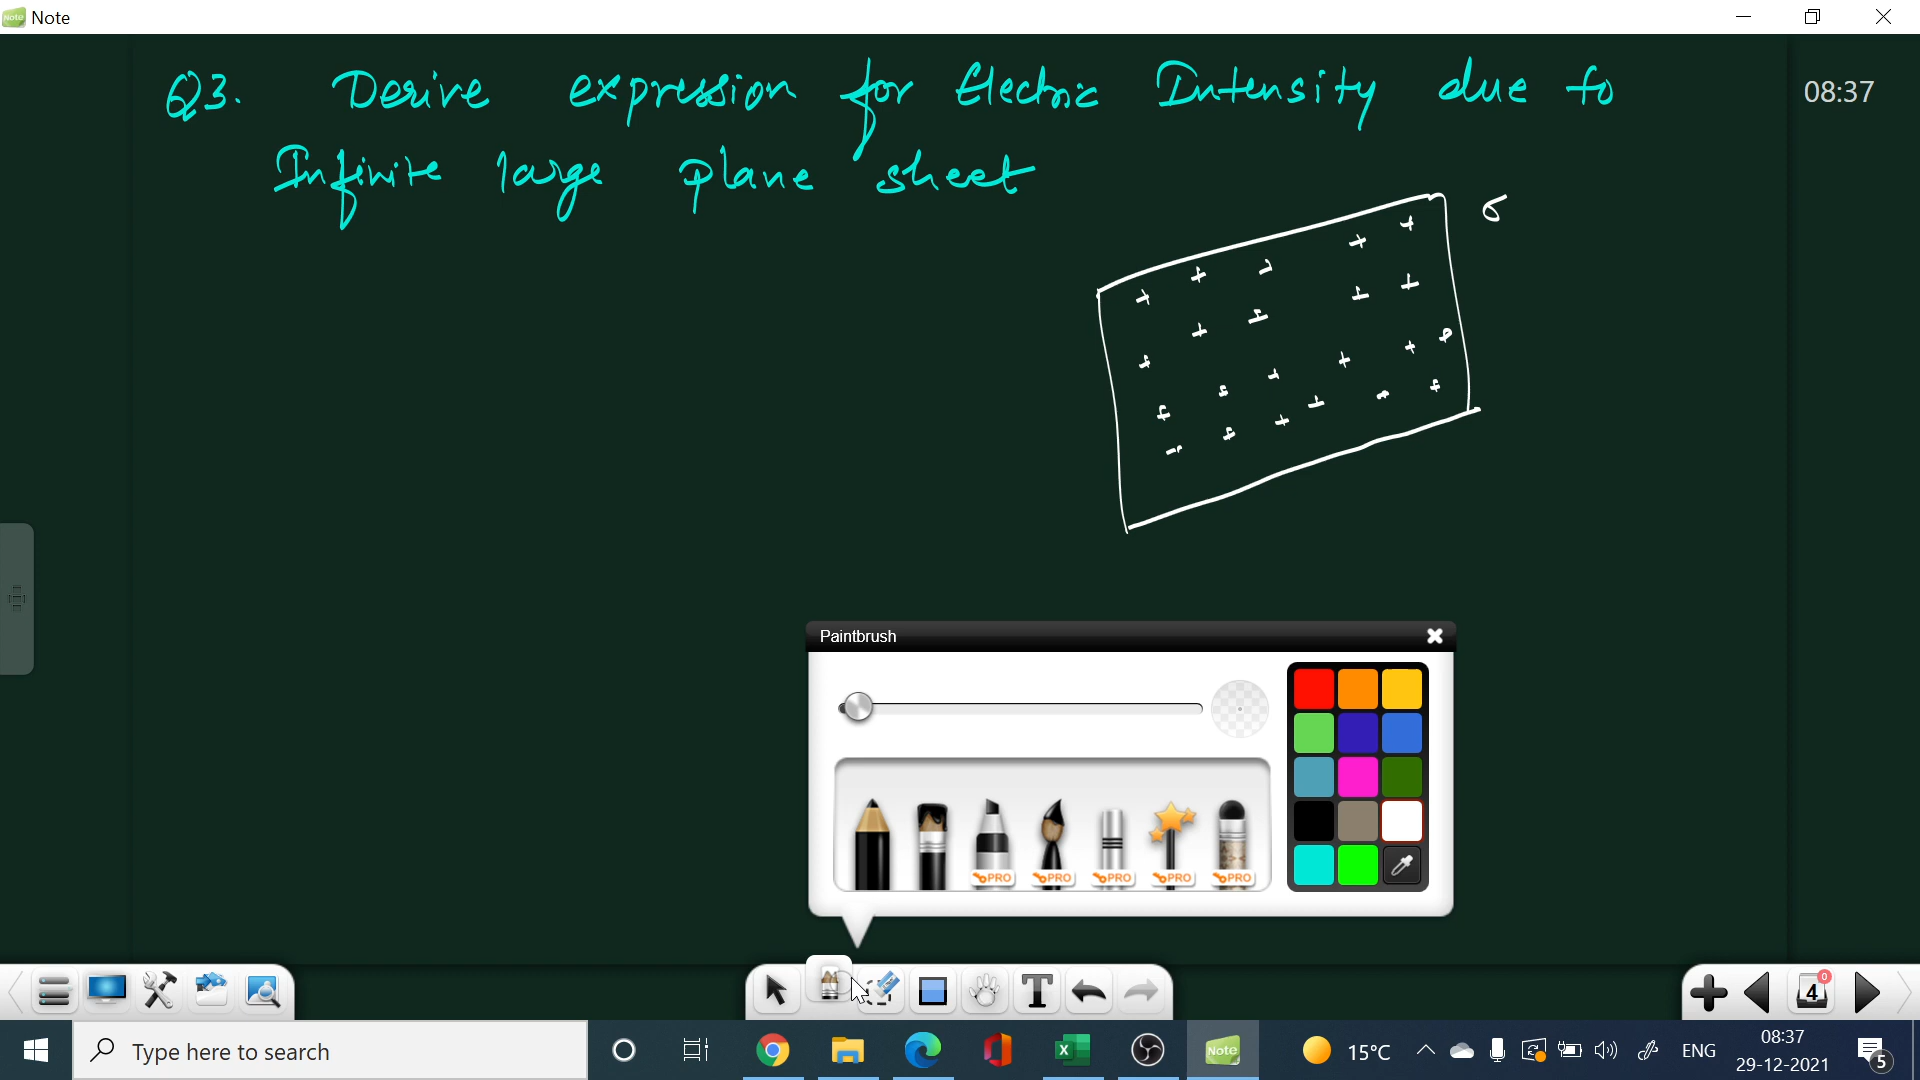 Note
Q3. Derive expression for Electric Intensity due to
08:37
Infinite large plane sheet
σ
Paintbrush
PRO PRO PRO PRO PRO
T
0
4
Type here to search
Note
15°C
ENG
08:37
29-12-2021
5